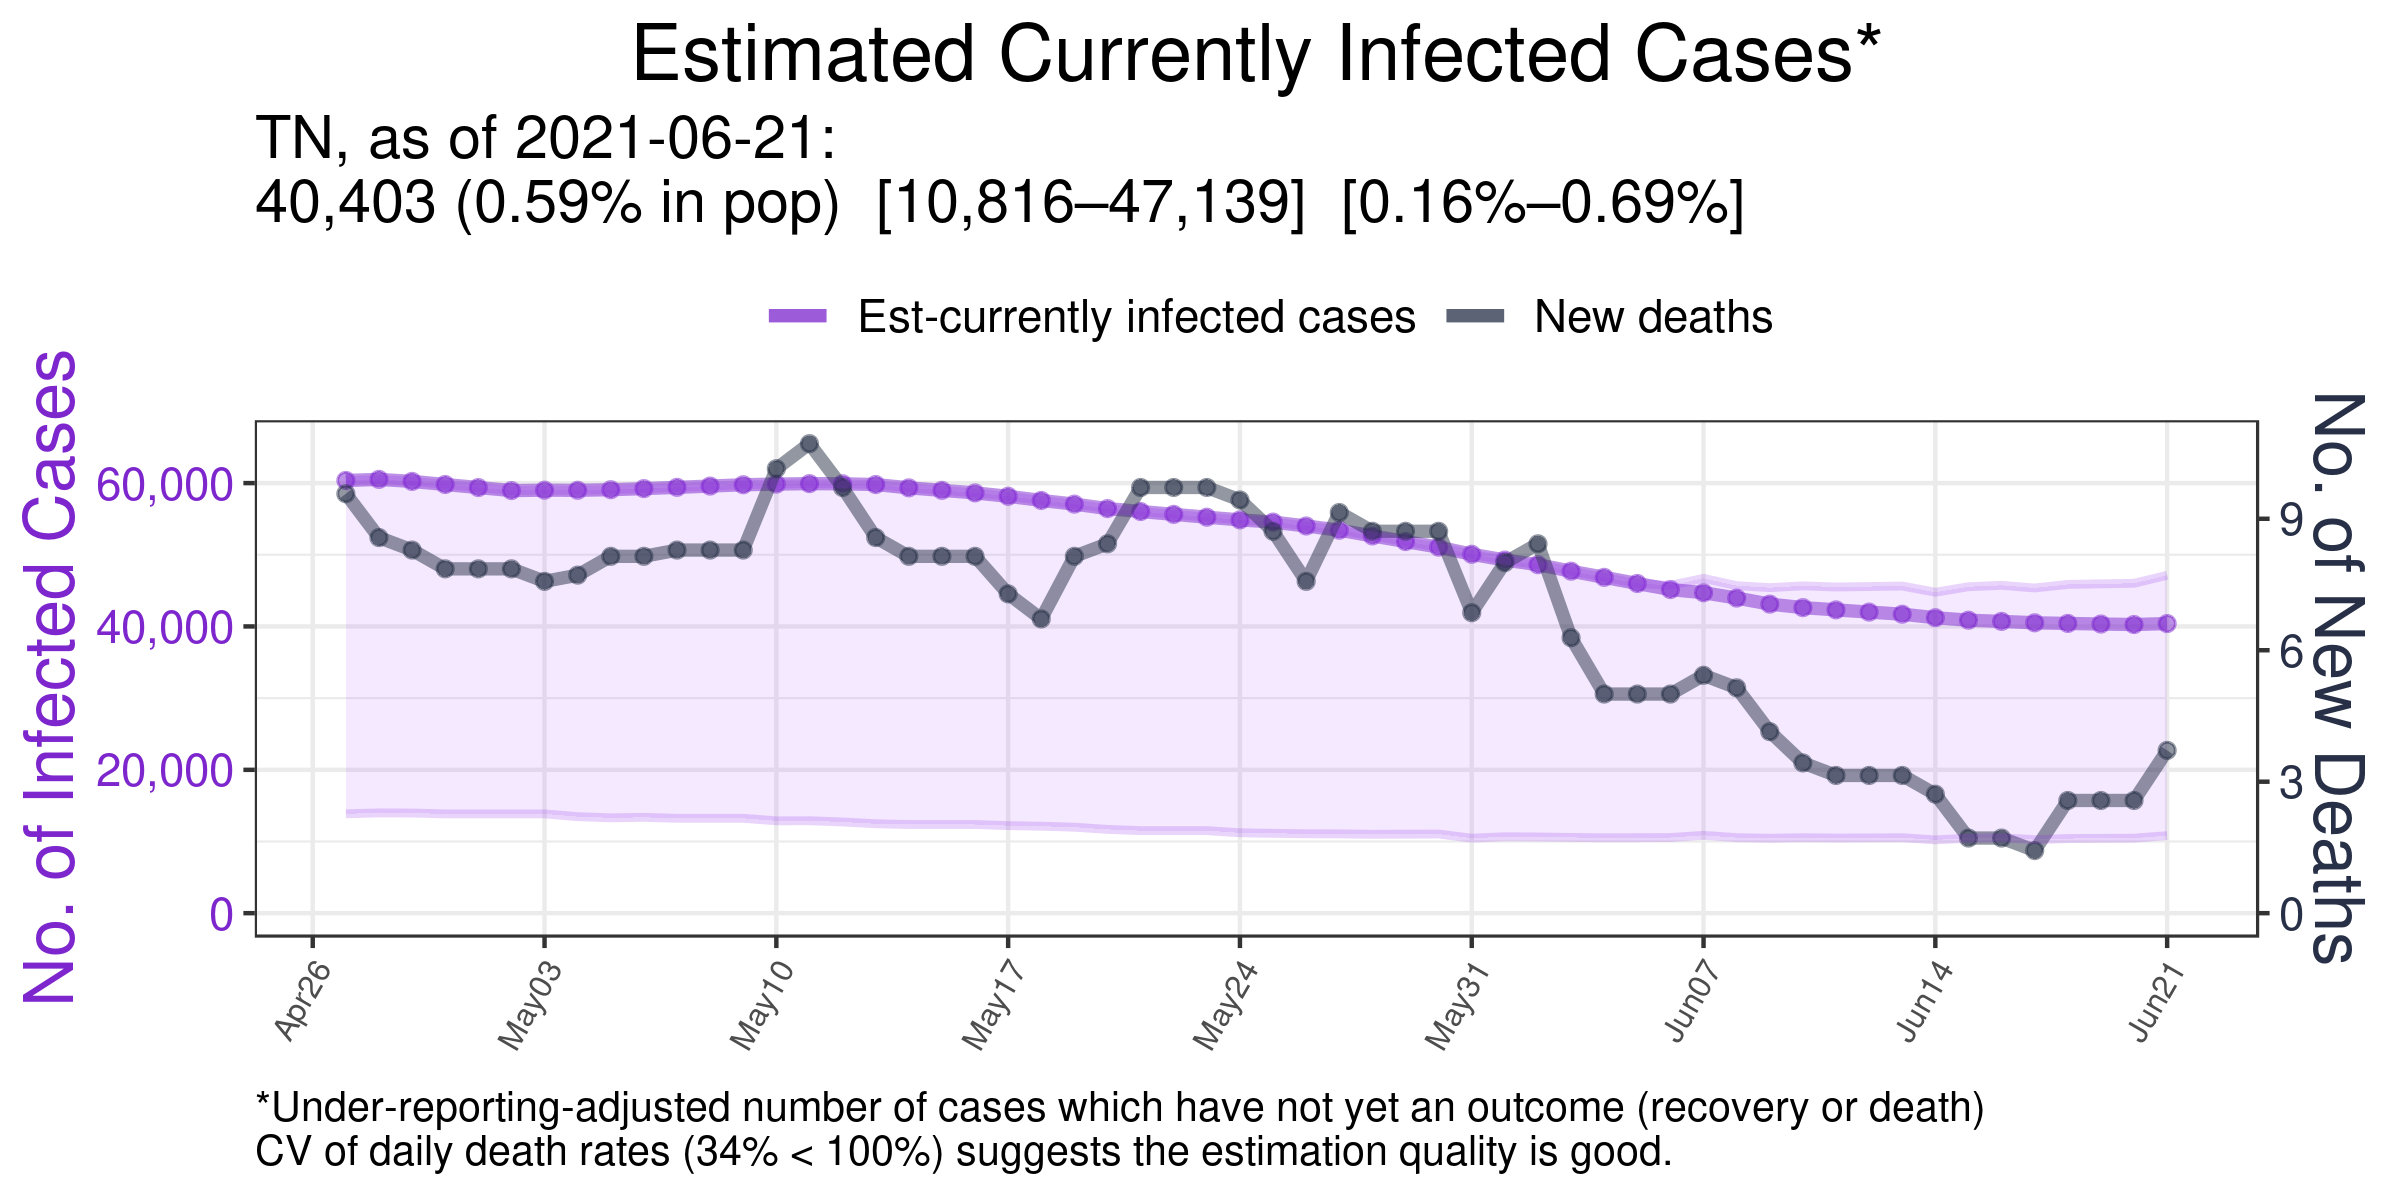 Estimated Currently Infected Cases*
TN, as of 2021-06-21:
40,403 (0.59% in pop)  [10,816–47,139]  [0.16%–0.69%]
Est-currently infected cases
New deaths
No. of Infected Cases
60,000
40,000
20,000
0
No. of New Deaths
9
6
3
0
Apr26
May03
May10
May17
May24
May31
Jun07
Jun14
Jun21
*Under-reporting-adjusted number of cases which have not yet an outcome (recovery or death)
CV of daily death rates (34% < 100%) suggests the estimation quality is good.